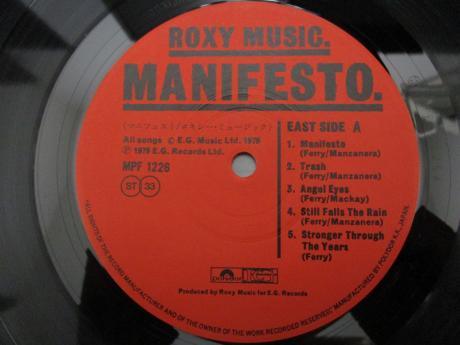 ROXY MUSIC.
MANIFESTO.
(マニフェスト/ロキシー・ミュージック)
All songs © E.G. Music Ltd. 1979
℗ 1979 E.G. Records Ltd.
MPF 1226
ST 33
EAST SIDE A
1. Manifesto
(Ferry/Manzanera)
2. Trash
(Ferry/Manzanera)
3. Angel Eyes
(Ferry/Mackay)
4. Still Falls The Rain
(Ferry/Manzanera)
5. Stronger Through
The Years
(Ferry)
polydor
Produced by Roxy Music for E.G. Records
"ALL RIGHTS OF THE RECORD MANUFACTURER AND OF THE OWNER OF THE WORK RECORDED RESERVED." MANUFACTURED BY POLYDOR K.K., JAPAN.